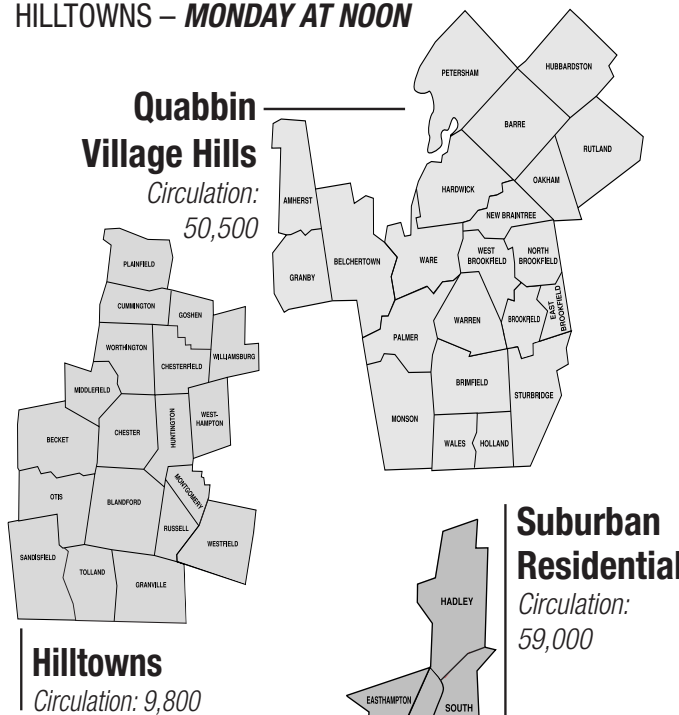 HILLTOWNS – MONDAY AT NOON
Quabbin
Village Hills
Circulation:
50,500
PETERSHAM
HUBBARDSTON
BARRE
RUTLAND
HARDWICK
OAKHAM
NEW BRAINTREE
AMHERST
BELCHERTOWN
GRANBY
WARE
WEST
BROOKFIELD
NORTH
BROOKFIELD
PALMER
WARREN
BROOKFIELD
EAST
BROOKFIELD
MONSON
BRIMFIELD
STURBRIDGE
WALES
HOLLAND
PLAINFIELD
CUMMINGTON
GOSHEN
WORTHINGTON
CHESTERFIELD
WILLIAMSBURG
MIDDLEFIELD
BECKET
CHESTER
HUNTINGTON
WEST-
HAMPTON
OTIS
BLANDFORD
MONTGOMERY
RUSSELL
WESTFIELD
SANDISFIELD
TOLLAND
GRANVILLE
Hilltowns
Circulation: 9,800
Suburban
Residential
Circulation:
59,000
HADLEY
EASTHAMPTON
SOUTH